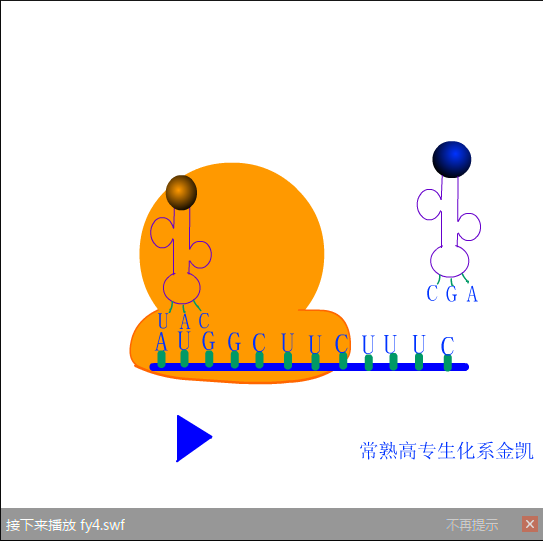 C G A
U A C
A U G G C U U C U U U C
常熟高专生化系金凯
接下来播放 fy4.swf
不再提示